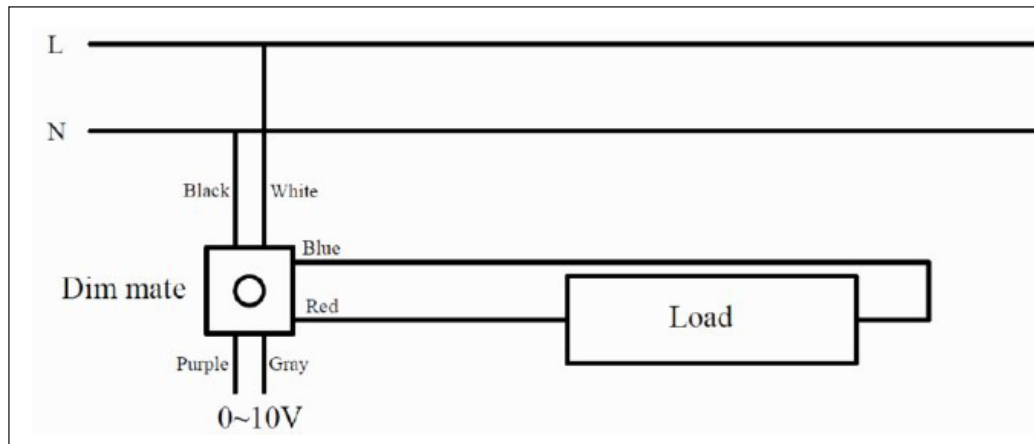 L
N
Black White
Blue
Dim mate
Red
Load
Purple Gray
0~10V